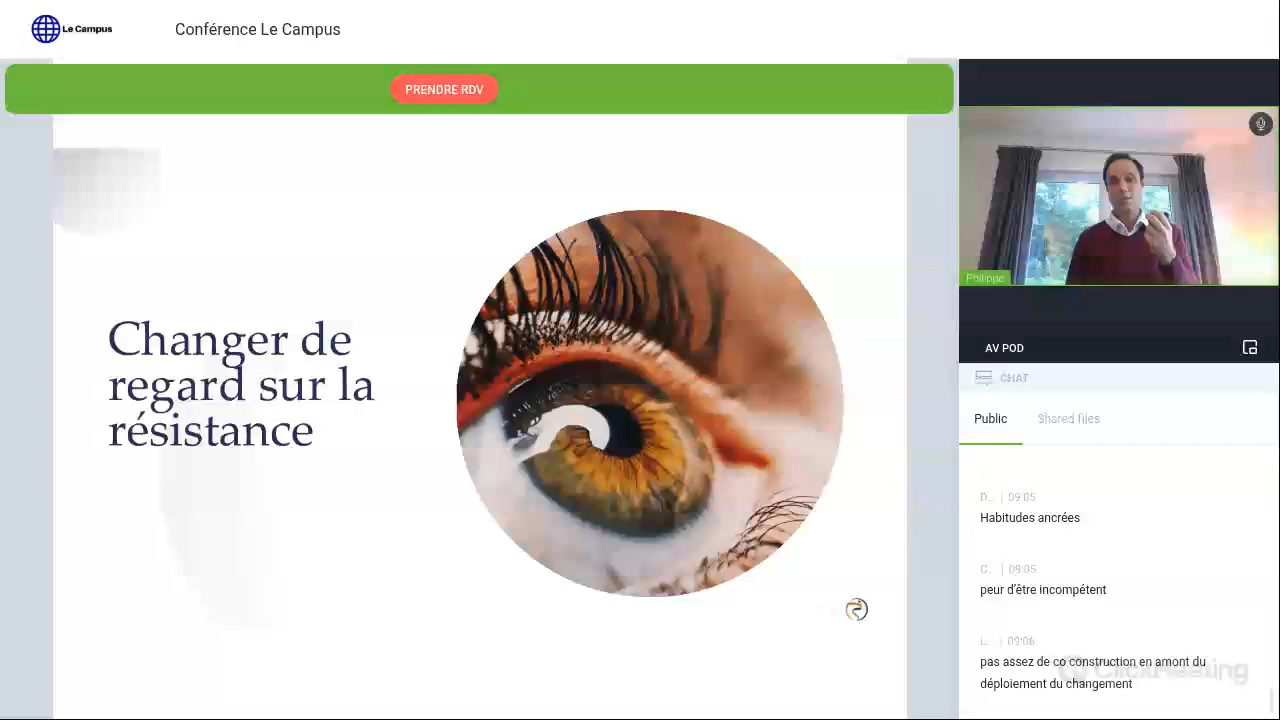 Le Campus
Conférence Le Campus
PRENDRE RDV
Changer de
regard sur la
résistance
Philippe
AV POD
CHAT
Public
Shared files
D... | 09:05
Habitudes ancrées
C... | 09:05
peur d'être incompétent
L... | 09:06
pas assez de co construction en amont du
déploiement du changement
ClickMeeting